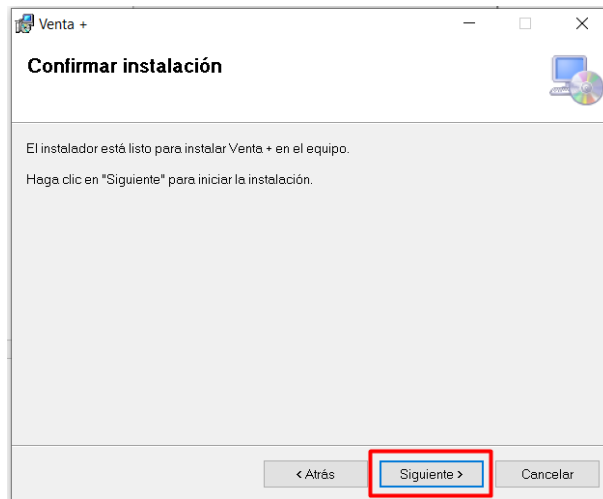 Venta +
Confirmar instalación
El instalador está listo para instalar Venta + en el equipo.
Haga clic en "Siguiente" para iniciar la instalación.
< Atrás
Siguiente >
Cancelar